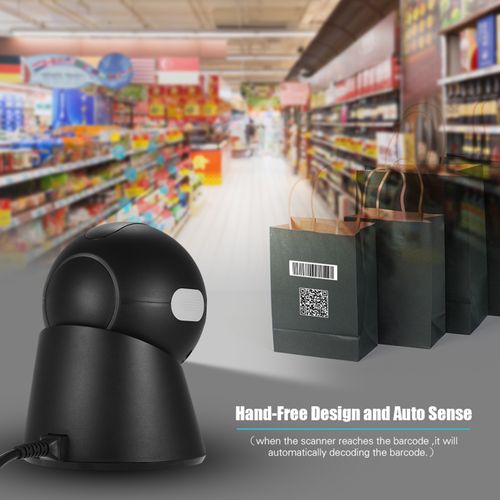 Hand-Free Design and Auto Sense
（when the scanner reaches the barcode ,it will
automatically decoding the barcode.）